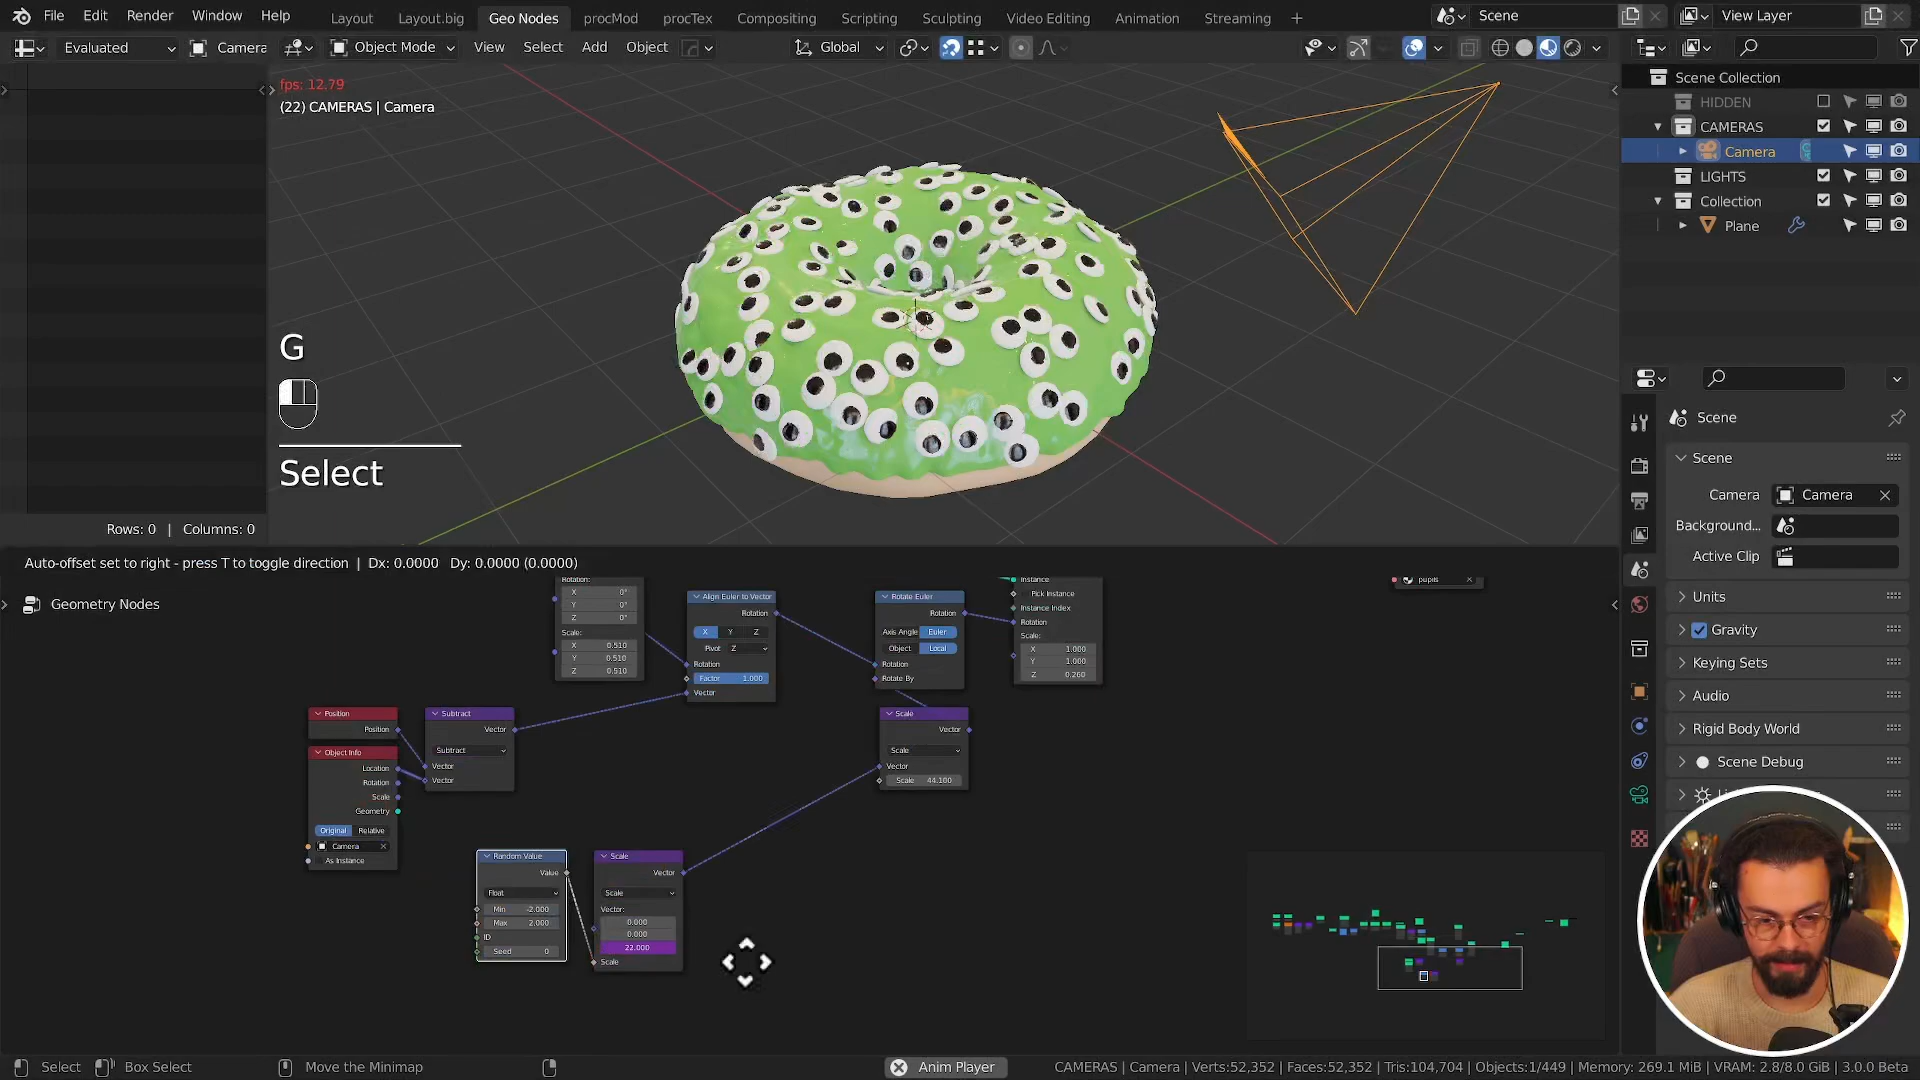 File Edit Render Window Help Layout Layout.big Geo Nodes procMod procTex Compositing Scripting Sculpting Video Editing Animation Streaming + Scene View Layer
Evaluated Camera Object Mode View Select Add Object Global
fps: 12.79
(22) CAMERAS | Camera
Scene Collection
HIDDEN
CAMERAS
Camera
LIGHTS
Collection
Plane
G
Select
Rows: 0 | Columns: 0
Scene
Scene
Camera Camera
Background...
Active Clip
Units
Gravity
Keying Sets
Audio
Rigid Body World
Scene Debug
Auto-offset set to right - press T to toggle direction | Dx: 0.0000 Dy: 0.0000 (0.0000)
Geometry Nodes
Rotation:
X 0°
Y 0°
Z 0°
Scale:
X 0.510
Y 0.510
Z 0.510
Align Euler to Vector
Rotation
X Y Z
Pivot Z
Rotation
Factor 1.000
Vector
Rotate Euler
Rotation
Axis Angle Euler
Object Local
Rotation
Rotate By
Instance
Pick Instance
Instance Index
Rotation
Scale:
X 1.000
Y 1.000
Z 0.260
pupils
Position
Position
Object Info
Location
Rotation
Scale
Geometry
Original Relative
Camera
As Instance
Subtract
Vector
Subtract
Vector
Vector
Scale
Vector
Scale
Vector
Scale 44.100
Random Value
Value
Float
Min -2.000
Max 2.000
ID
Seed 0
Scale
Vector
Scale
Vector:
0.000
0.000
22.000
Scale
Select Box Select Move the Minimap Anim Player CAMERAS | Camera | Verts:52,352 | Faces:52,352 | Tris:104,704 | Objects:1/449 | Memory: 269.1 MiB | VRAM: 2.8/8.0 GiB | 3.0.0 Beta